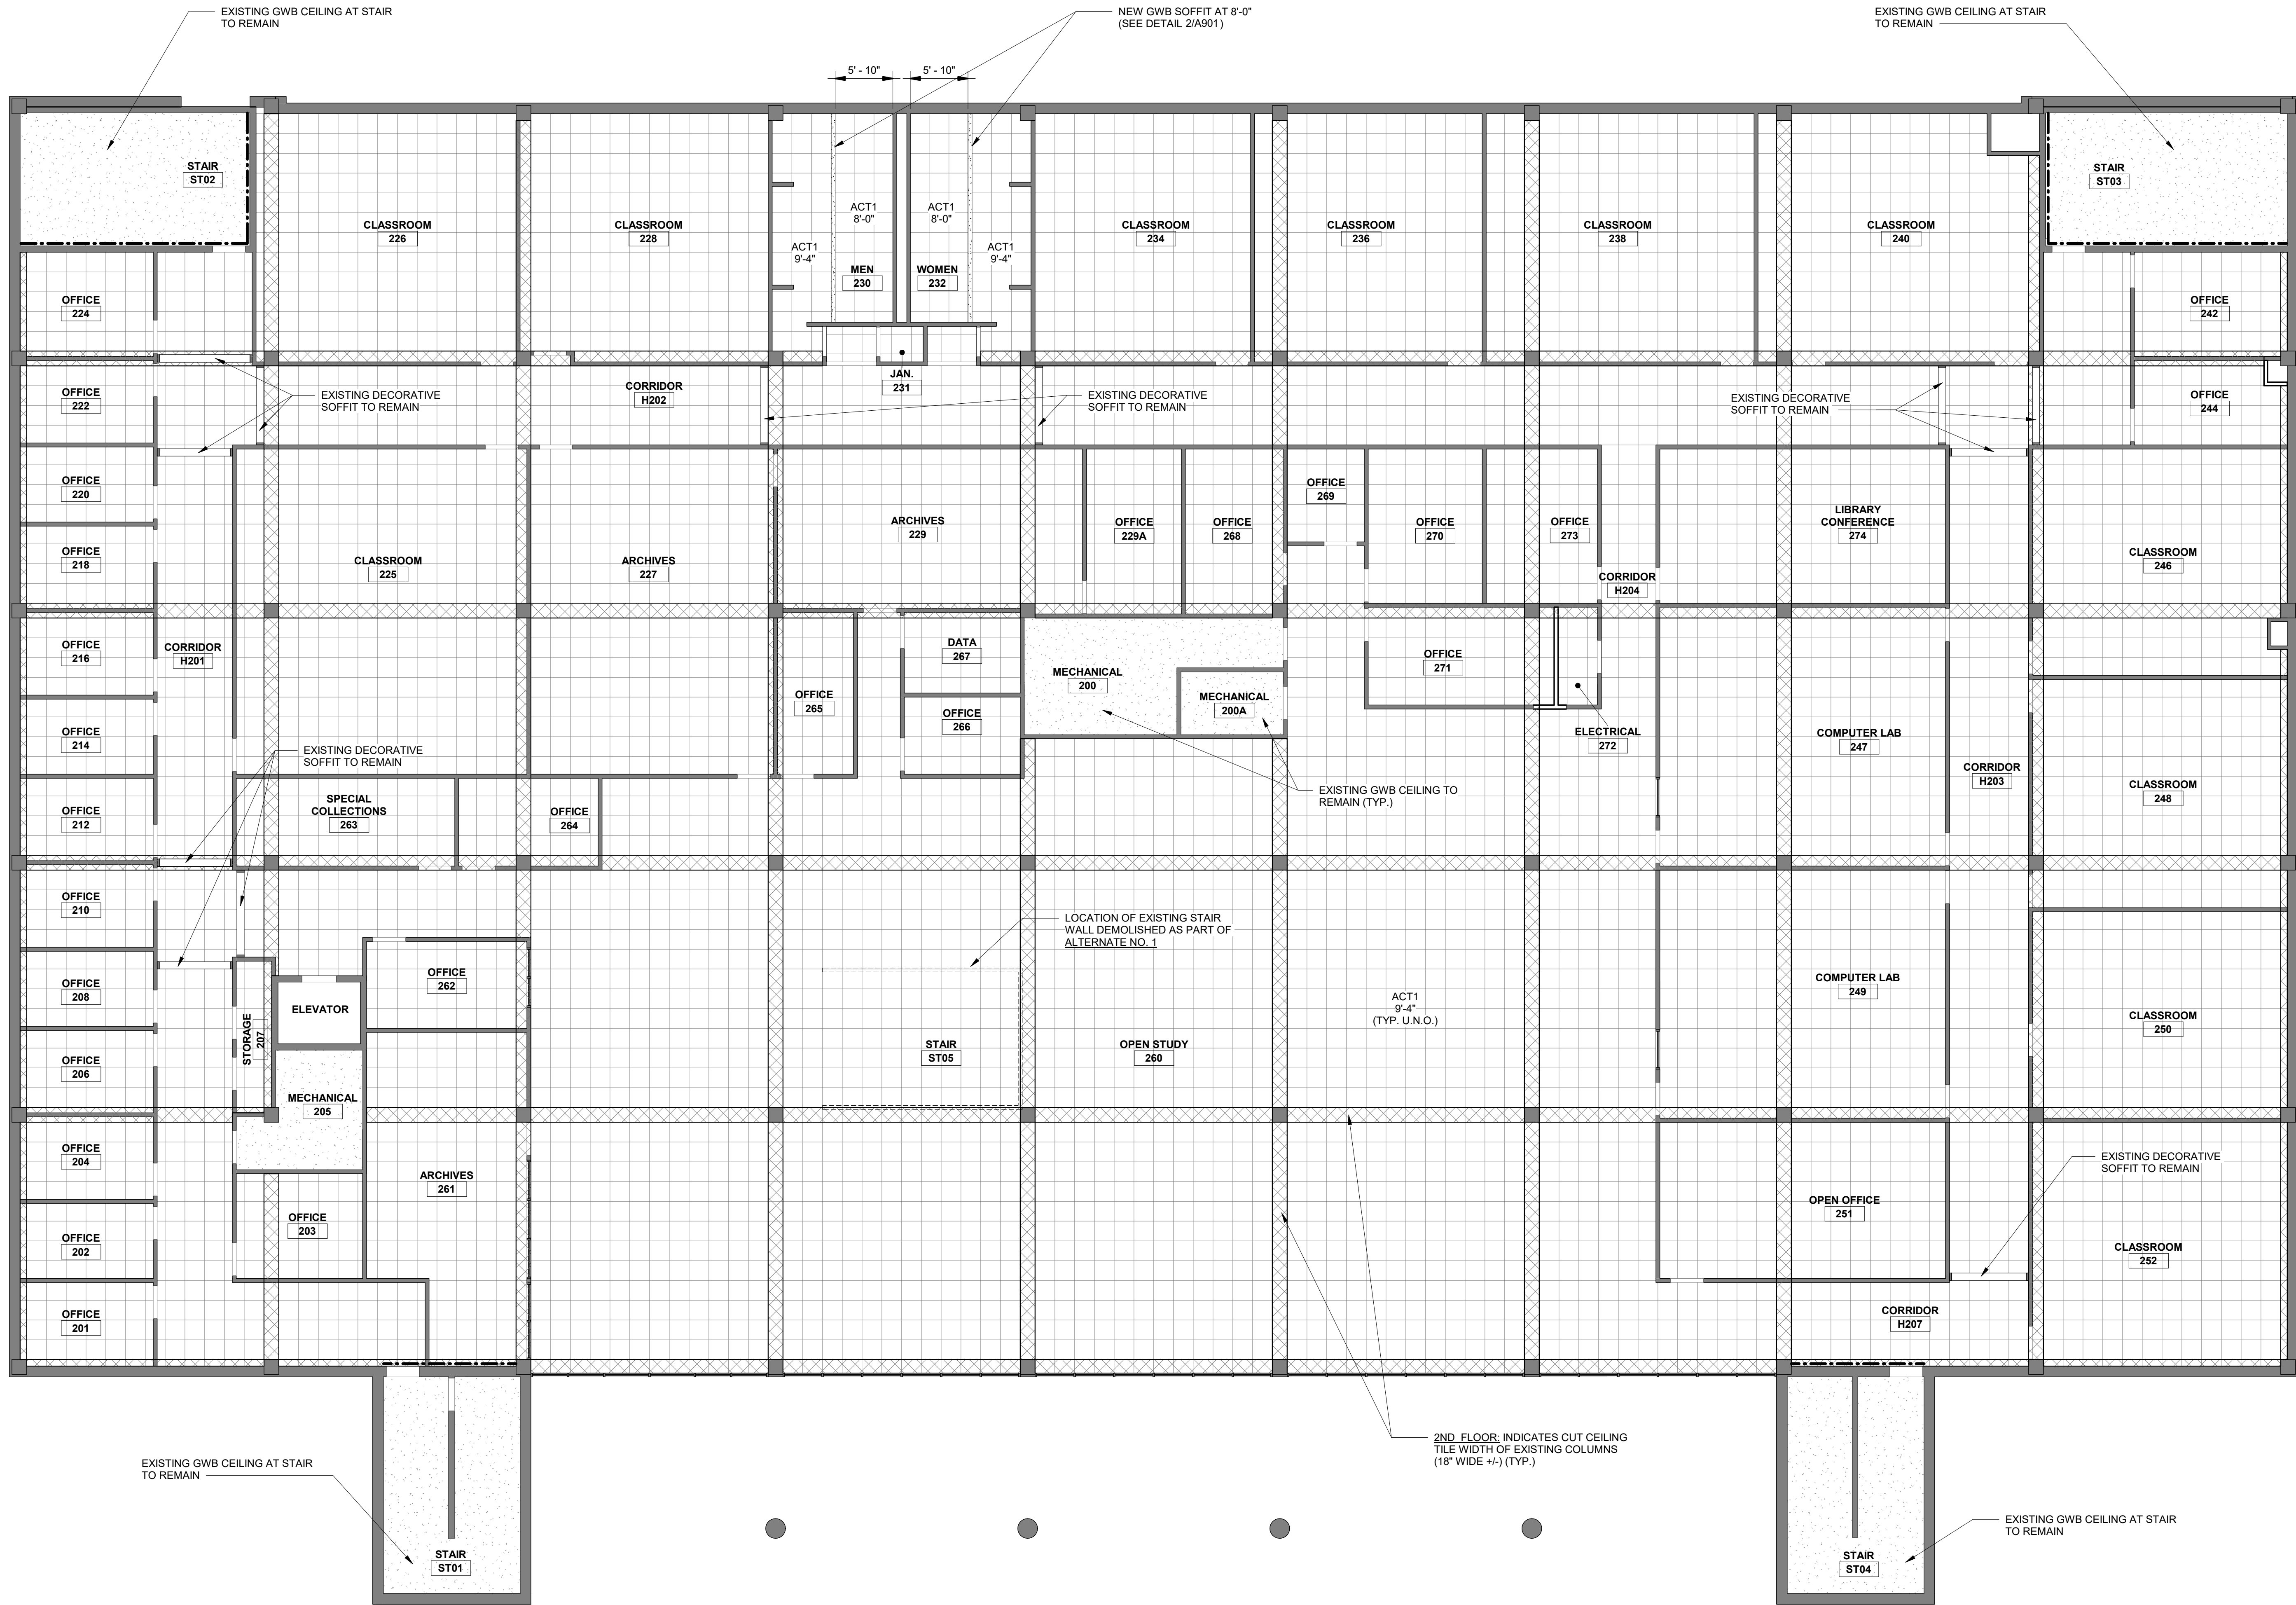 EXISTING GWB CEILING AT STAIR
TO REMAIN
NEW GWB SOFFIT AT 8'-0"
(SEE DETAIL 2/A901)
EXISTING GWB CEILING AT STAIR
TO REMAIN
5' - 10"
5' - 10"
STAIR
ST02
STAIR
ST03
CLASSROOM
226
CLASSROOM
228
ACT1
8'-0"
ACT1
8'-0"
ACT1
9'-4"
ACT1
9'-4"
MEN
230
WOMEN
232
CLASSROOM
234
CLASSROOM
236
CLASSROOM
238
CLASSROOM
240
OFFICE
224
OFFICE
242
JAN.
231
CORRIDOR
H202
OFFICE
222
EXISTING DECORATIVE
SOFFIT TO REMAIN
EXISTING DECORATIVE
SOFFIT TO REMAIN
EXISTING DECORATIVE
SOFFIT TO REMAIN
OFFICE
244
OFFICE
220
OFFICE
218
CLASSROOM
225
ARCHIVES
227
ARCHIVES
229
OFFICE
229A
OFFICE
268
OFFICE
269
OFFICE
270
OFFICE
273
CORRIDOR
H204
LIBRARY
CONFERENCE
274
CLASSROOM
246
OFFICE
216
CORRIDOR
H201
DATA
267
MECHANICAL
200
MECHANICAL
200A
OFFICE
271
OFFICE
265
OFFICE
266
ELECTRICAL
272
COMPUTER LAB
247
CORRIDOR
H203
CLASSROOM
248
OFFICE
214
EXISTING DECORATIVE
SOFFIT TO REMAIN
EXISTING GWB CEILING TO
REMAIN (TYP.)
OFFICE
212
SPECIAL
COLLECTIONS
263
OFFICE
264
OFFICE
210
LOCATION OF EXISTING STAIR
WALL DEMOLISHED AS PART OF
ALTERNATE NO. 1
OFFICE
208
OFFICE
262
ELEVATOR
STORAGE
207
ACT1
9'-4"
(TYP. U.N.O.)
COMPUTER LAB
249
CLASSROOM
250
OFFICE
206
STAIR
ST05
OPEN STUDY
260
MECHANICAL
205
OFFICE
204
ARCHIVES
261
EXISTING DECORATIVE
SOFFIT TO REMAIN
OFFICE
202
OFFICE
203
OPEN OFFICE
251
CLASSROOM
252
OFFICE
201
CORRIDOR
H207
2ND FLOOR: INDICATES CUT CEILING
TILE WIDTH OF EXISTING COLUMNS
(18" WIDE +/-) (TYP.)
EXISTING GWB CEILING AT STAIR
TO REMAIN
EXISTING GWB CEILING AT STAIR
TO REMAIN
STAIR
ST01
STAIR
ST04